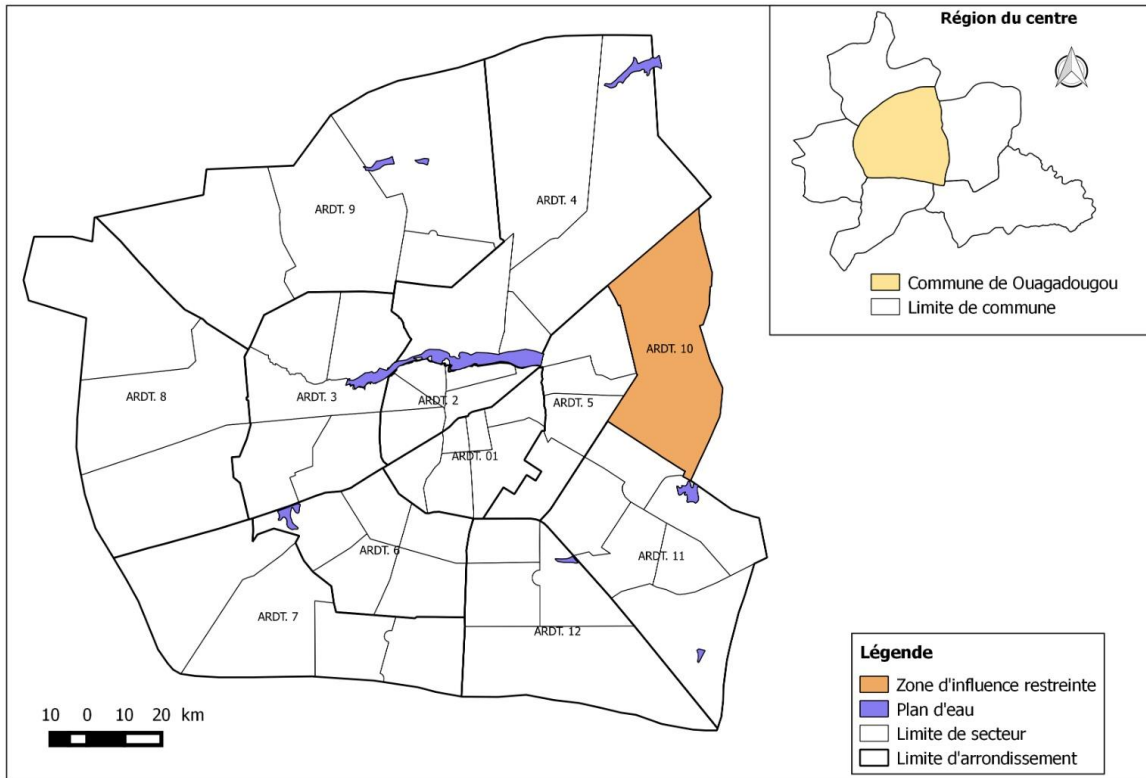 Région du centre
Commune de Ouagadougou
Limite de commune
ARDT. 9
ARDT. 4
ARDT. 10
ARDT. 8
ARDT. 3
ARDT. 2
ARDT. 5
ARDT. 01
ARDT. 6
ARDT. 11
ARDT. 7
ARDT. 12
Légende
Zone d'influence restreinte
Plan d'eau
Limite de secteur
Limite d'arrondissement
10 0 10 20 km